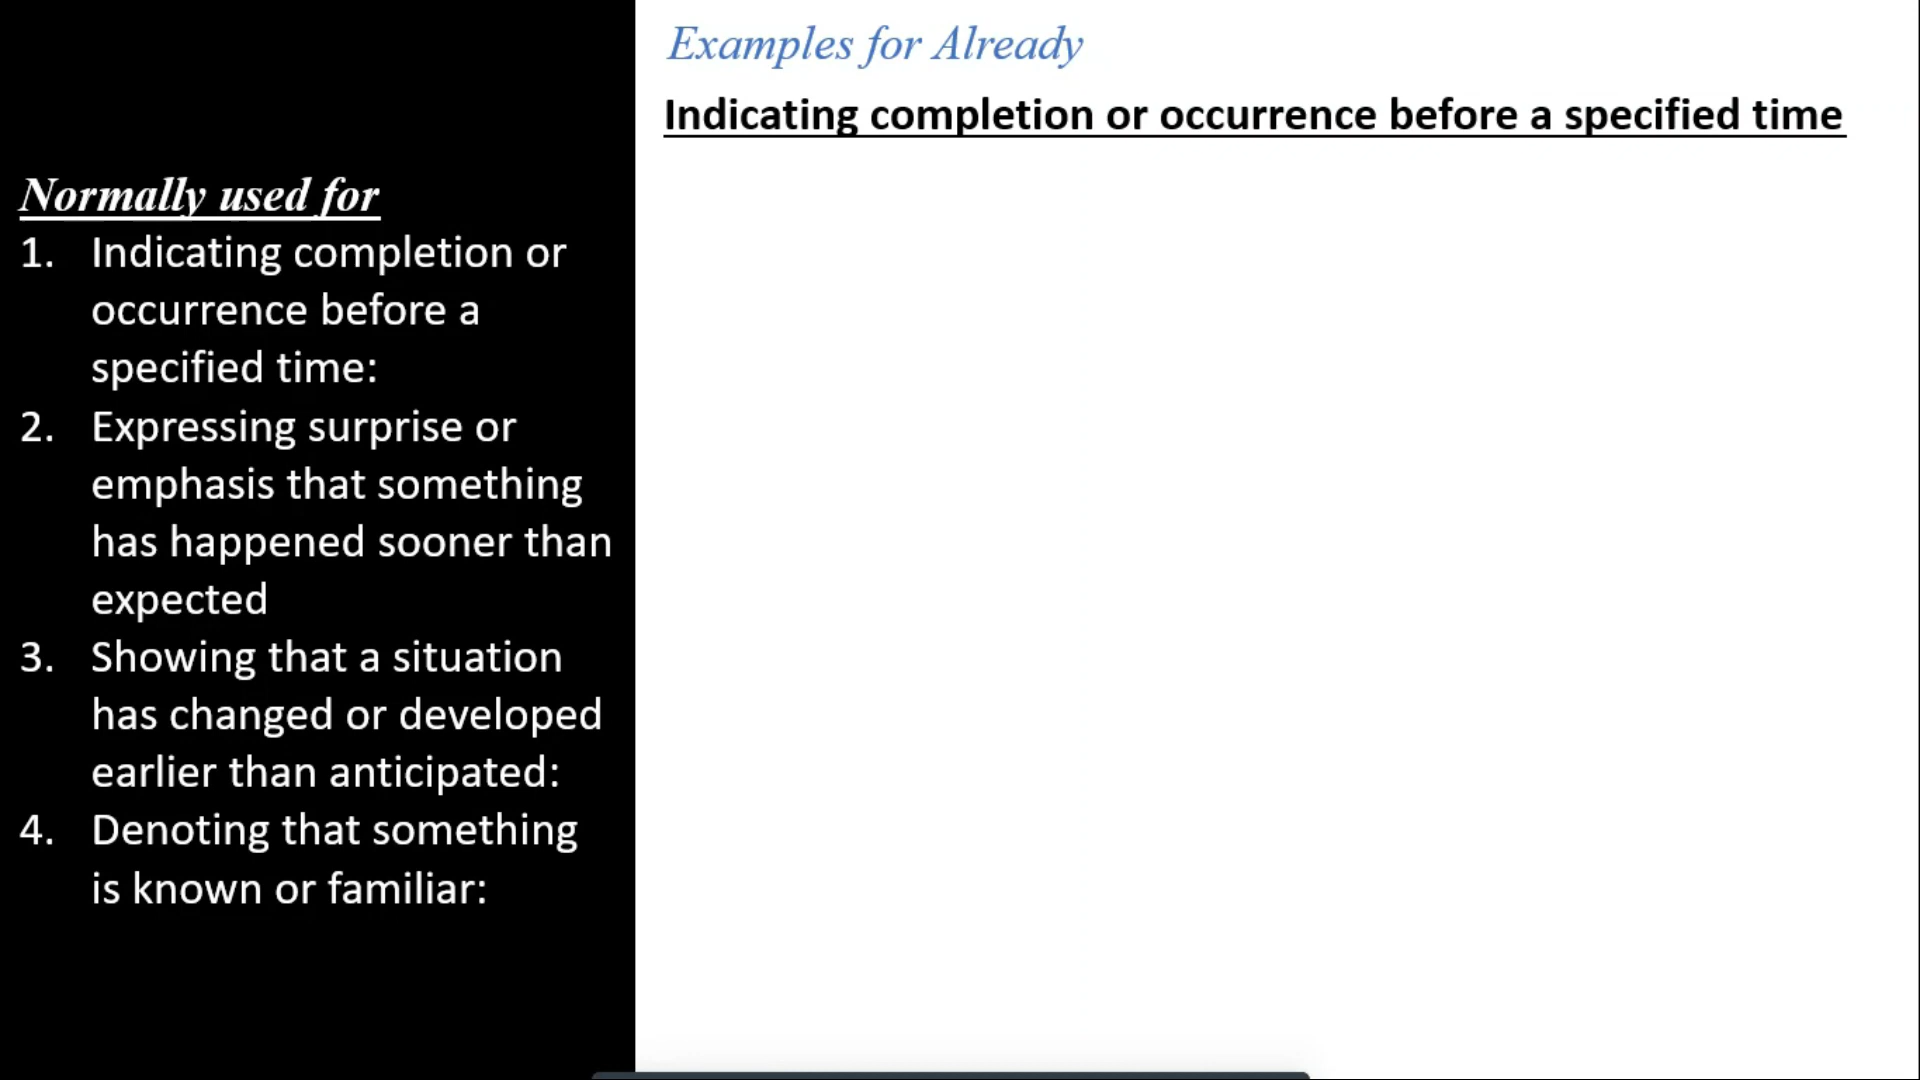 Normally used for
1. Indicating completion or
occurrence before a
specified time:
2. Expressing surprise or
emphasis that something
has happened sooner than
expected
3. Showing that a situation
has changed or developed
earlier than anticipated:
4. Denoting that something
is known or familiar:
Examples for Already
Indicating completion or occurrence before a specified time